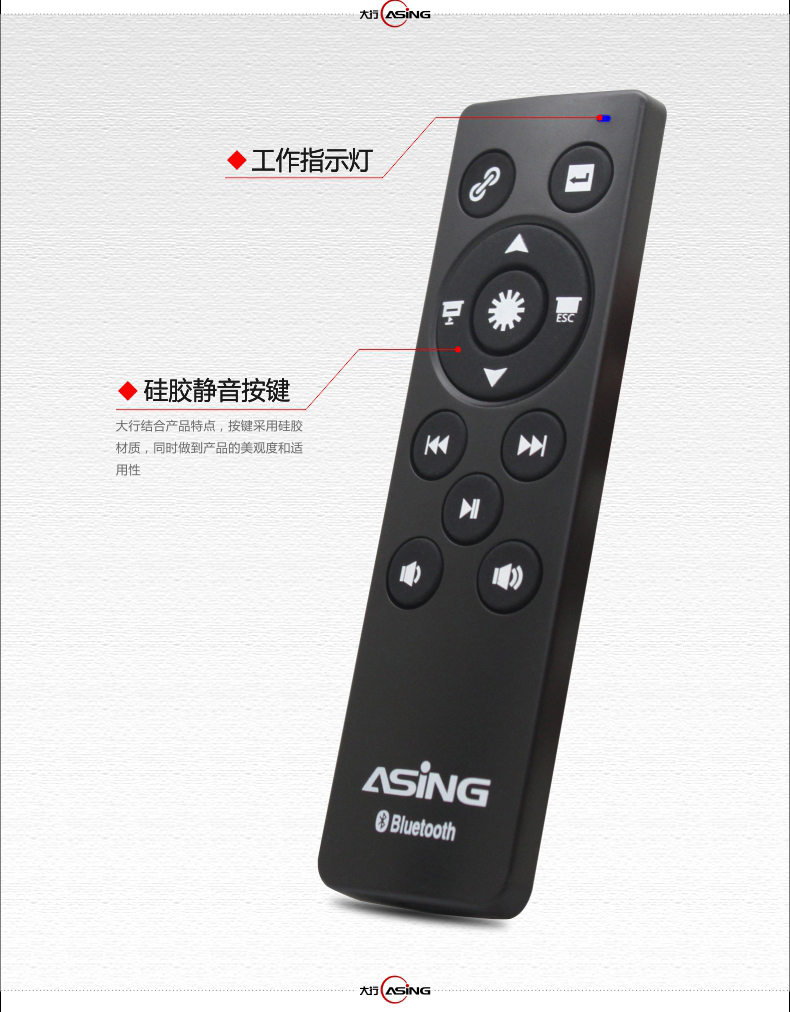 大行 ASiNG
工作指示灯
ESC
硅胶静音按键
大行结合产品特点，按键采用硅胶
材质，同时做到产品的美观度和适
用性
ASiNG
Bluetooth
大行 ASiNG